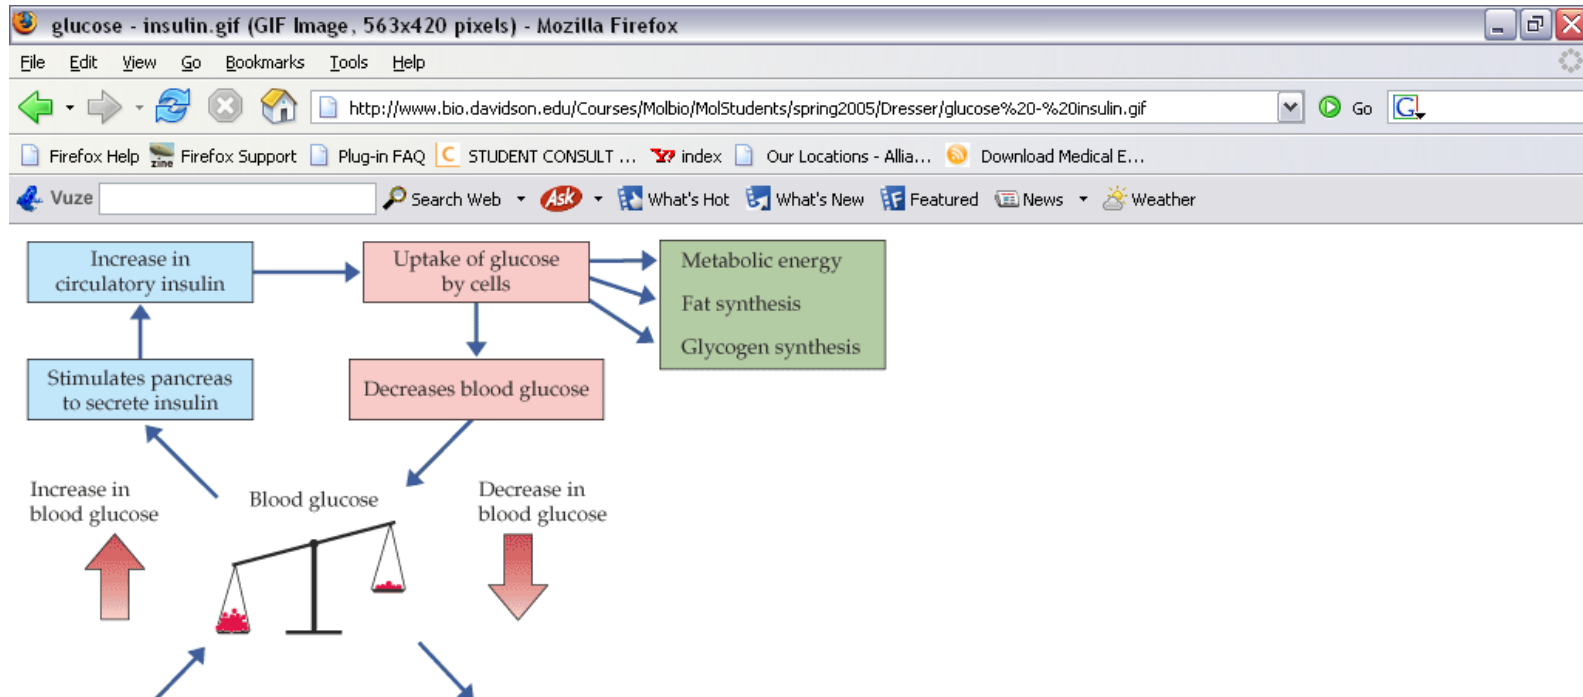 glucose - insulin.gif (GIF Image, 563x420 pixels) - Mozilla Firefox
File Edit View Go Bookmarks Tools Help
http://www.bio.davidson.edu/Courses/Molbio/MolStudents/spring2005/Dresser/glucose%20-%20insulin.gif Go G
Firefox Help zine Firefox Support Plug-in FAQ C STUDENT CONSULT ... Y? index Our Locations - Allia... Download Medical E...
Vuze Search Web Ask What's Hot What's New Featured News Weather
Increase in
circulatory insulin
Uptake of glucose
by cells
Metabolic energy
Fat synthesis
Glycogen synthesis
Stimulates pancreas
to secrete insulin
Decreases blood glucose
Increase in
blood glucose
Blood glucose
Decrease in
blood glucose